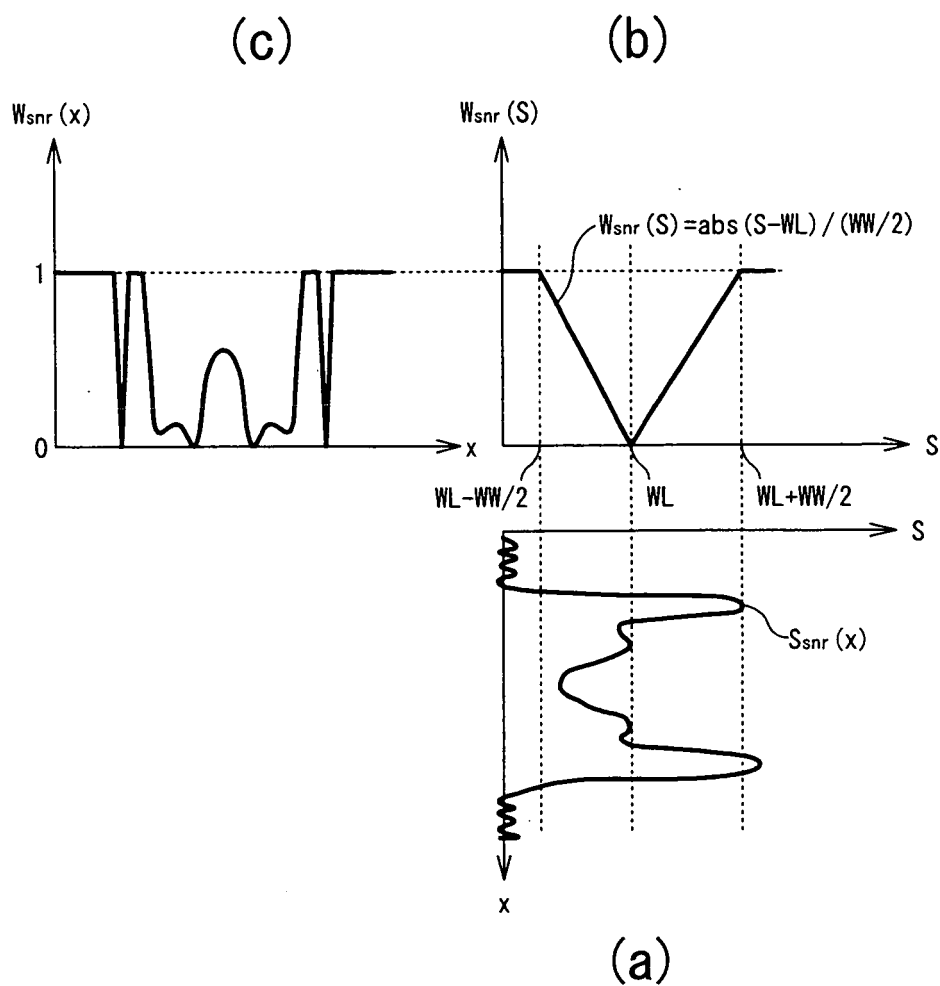 (c)
(b)
Wsnr(x)
Wsnr(S)
Wsnr(S)=abs(S-WL)/(WW/2)
1
0
x
S
WL-WW/2
WL
WL+WW/2
S
Ssnr(x)
x
(a)